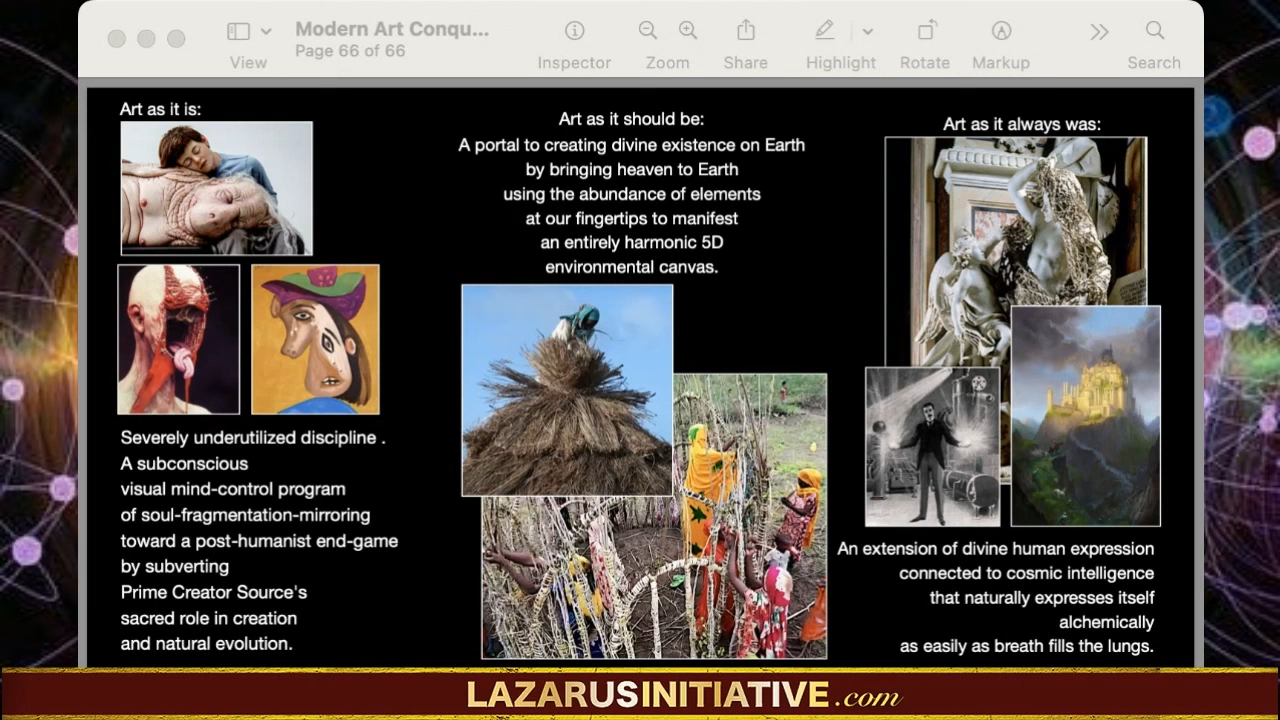 Modern Art Conqu...
Page 66 of 66
View
Inspector
Zoom
Share
Highlight
Rotate
Markup
Search
Art as it is:
Severely underutilized discipline .
A subconscious
visual mind-control program
of soul-fragmentation-mirroring
toward a post-humanist end-game
by subverting
Prime Creator Source's
sacred role in creation
and natural evolution.
Art as it should be:
A portal to creating divine existence on Earth
by bringing heaven to Earth
using the abundance of elements
at our fingertips to manifest
an entirely harmonic 5D
environmental canvas.
Art as it always was:
An extension of divine human expression
connected to cosmic intelligence
that naturally expresses itself
alchemically
as easily as breath fills the lungs.
LAZARUSINITIATIVE.com